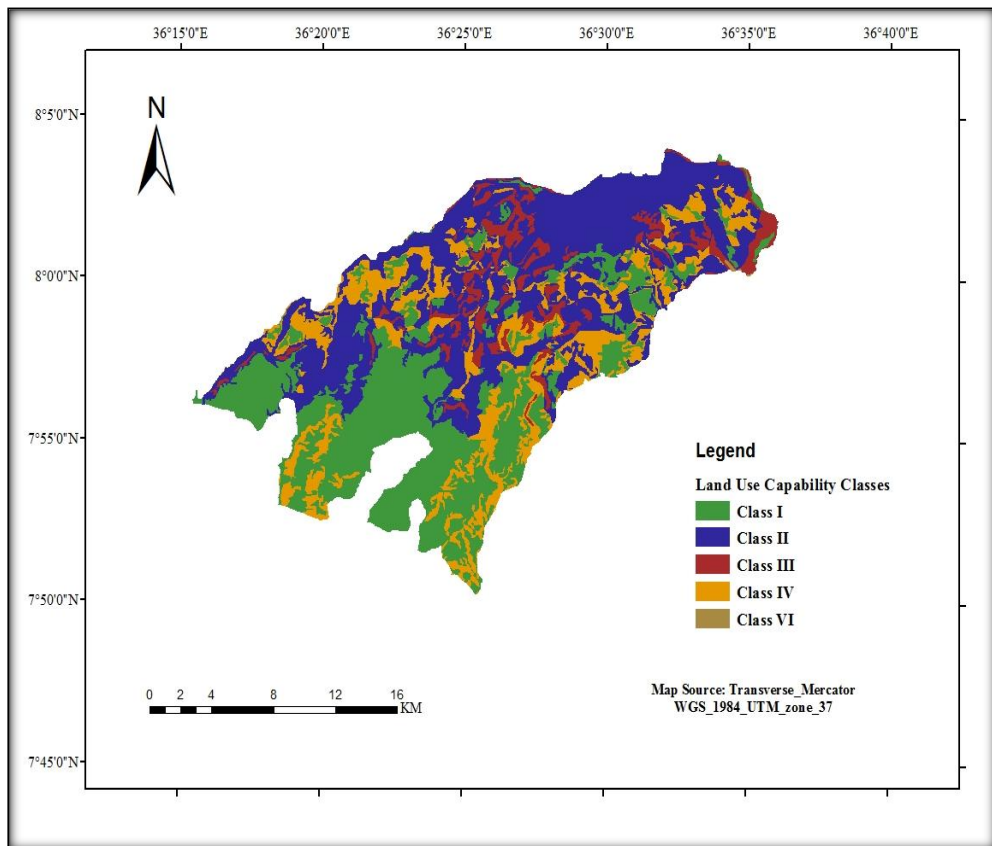 36°15'0"E 36°20'0"E 36°25'0"E 36°30'0"E 36°35'0"E 36°40'0"E
8°5'0"N
N
8°0'0"N
7°55'0"N
Legend
Land Use Capability Classes
Class I
Class II
Class III
Class IV
Class VI
7°50'0"N
Map Source: Transverse_Mercator
WGS_1984_UTM_zone_37
0 2 4 8 12 16
KM
7°45'0"N